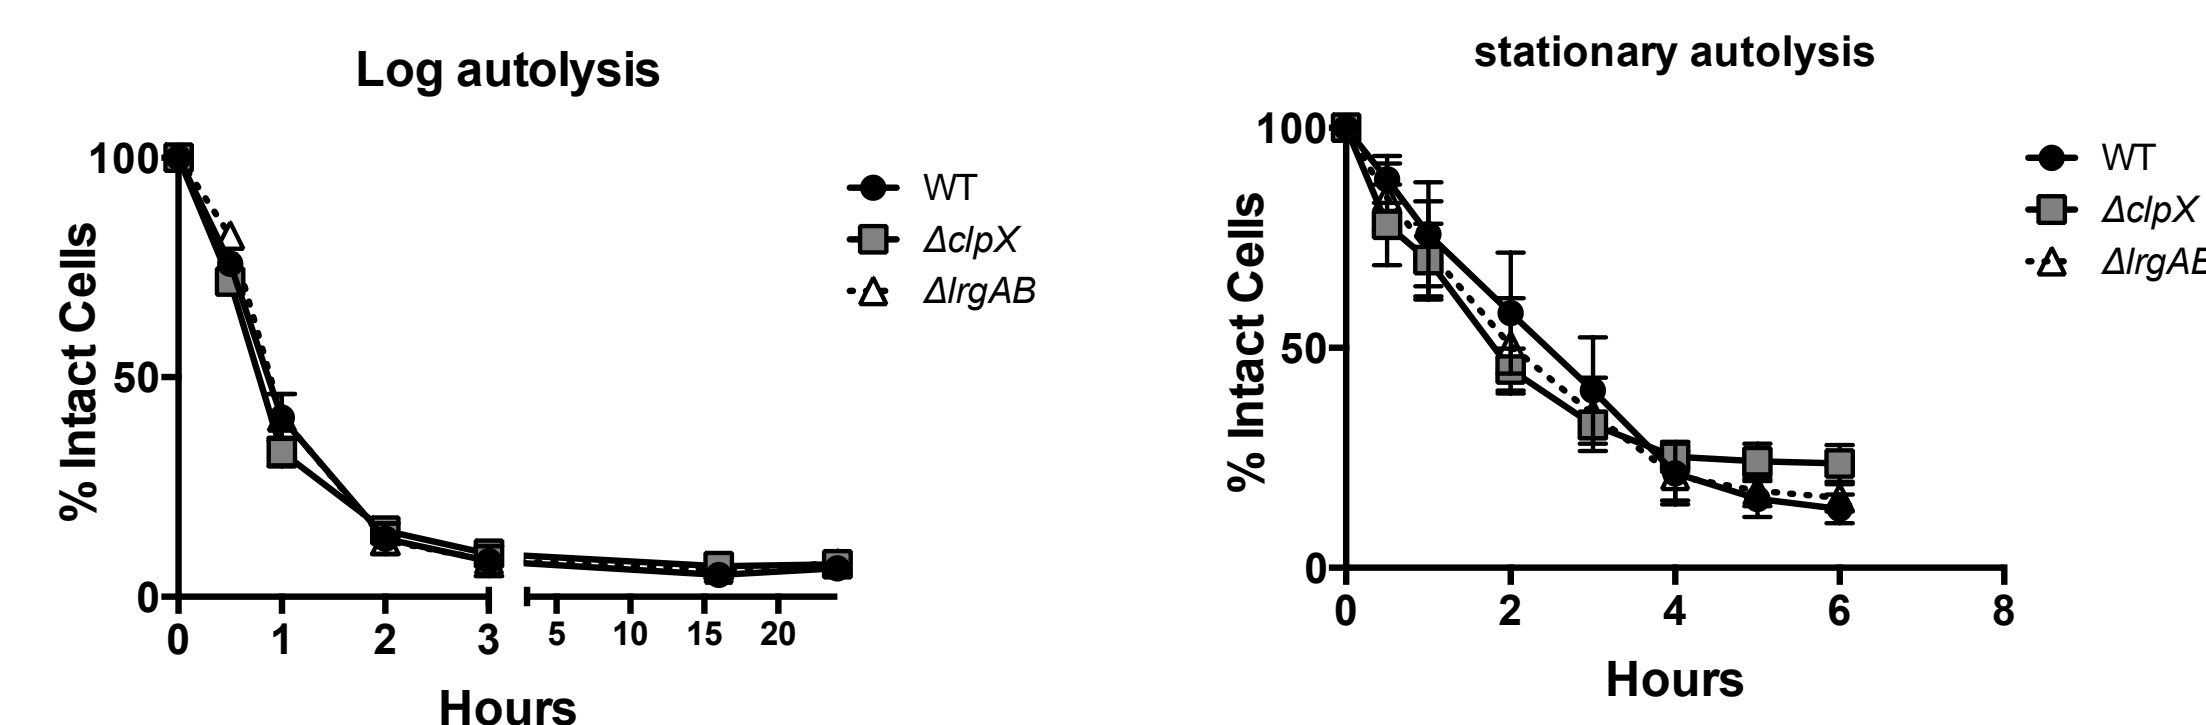 Log autolysis
% Intact Cells
100
50
0
0 1 2 3 5 10 15 20
Hours
WT
ΔclpX
ΔlrgAB
stationary autolysis
% Intact Cells
100
50
0
0 2 4 6 8
Hours
WT
ΔclpX
ΔlrgAB